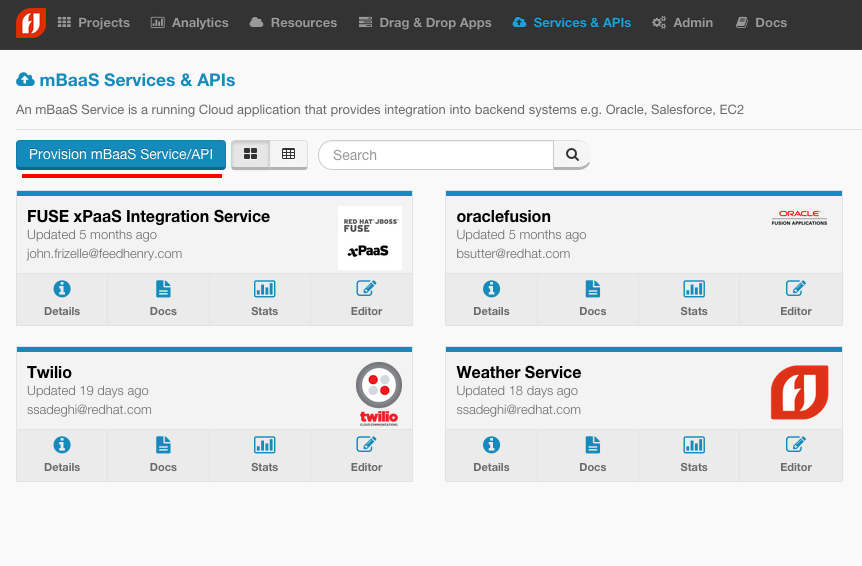 Projects Analytics Resources Drag & Drop Apps Services & APIs Admin Docs
mBaaS Services & APIs
An mBaaS Service is a running Cloud application that provides integration into backend systems e.g. Oracle, Salesforce, EC2
Provision mBaaS Service/API Search
FUSE xPaaS Integration Service
Updated 5 months ago
john.frizelle@feedhenry.com
RED HAT JBOSS
FUSE
xPaaS
Details Docs Stats Editor
oraclefusion
Updated 5 months ago
bsutter@redhat.com
ORACLE
FUSION APPLICATIONS
Details Docs Stats Editor
Twilio
Updated 19 days ago
ssadeghi@redhat.com
twilio
CLOUD COMMUNICATIONS
Details Docs Stats Editor
Weather Service
Updated 18 days ago
ssadeghi@redhat.com
Details Docs Stats Editor